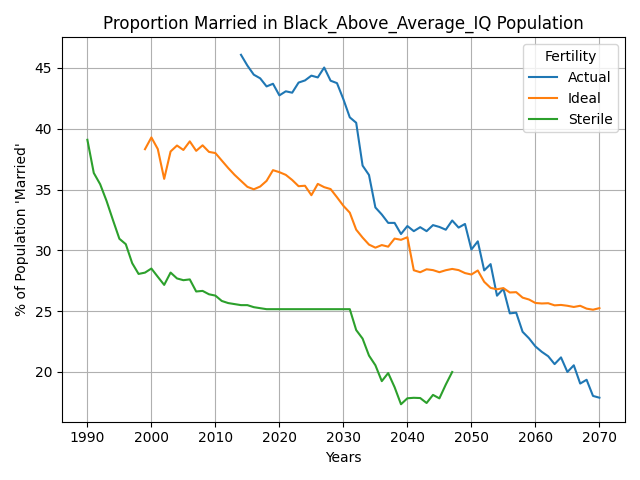 Proportion Married in Black_Above_Average_IQ Population
Fertility
Actual
Ideal
Sterile
% of Population 'Married'
45
40
35
30
25
20
1990
2000
2010
2020
2030
2040
2050
2060
2070
Years